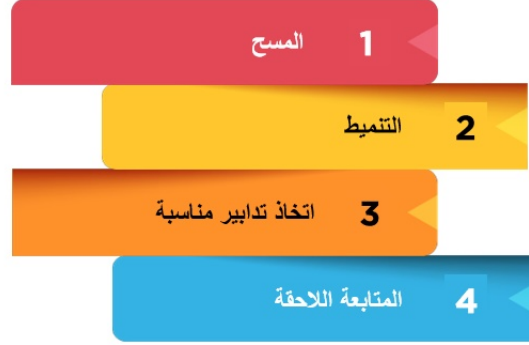 1 المسح
2 التنميط
3 اتخاذ تدابير مناسبة
4 المتابعة اللاحقة